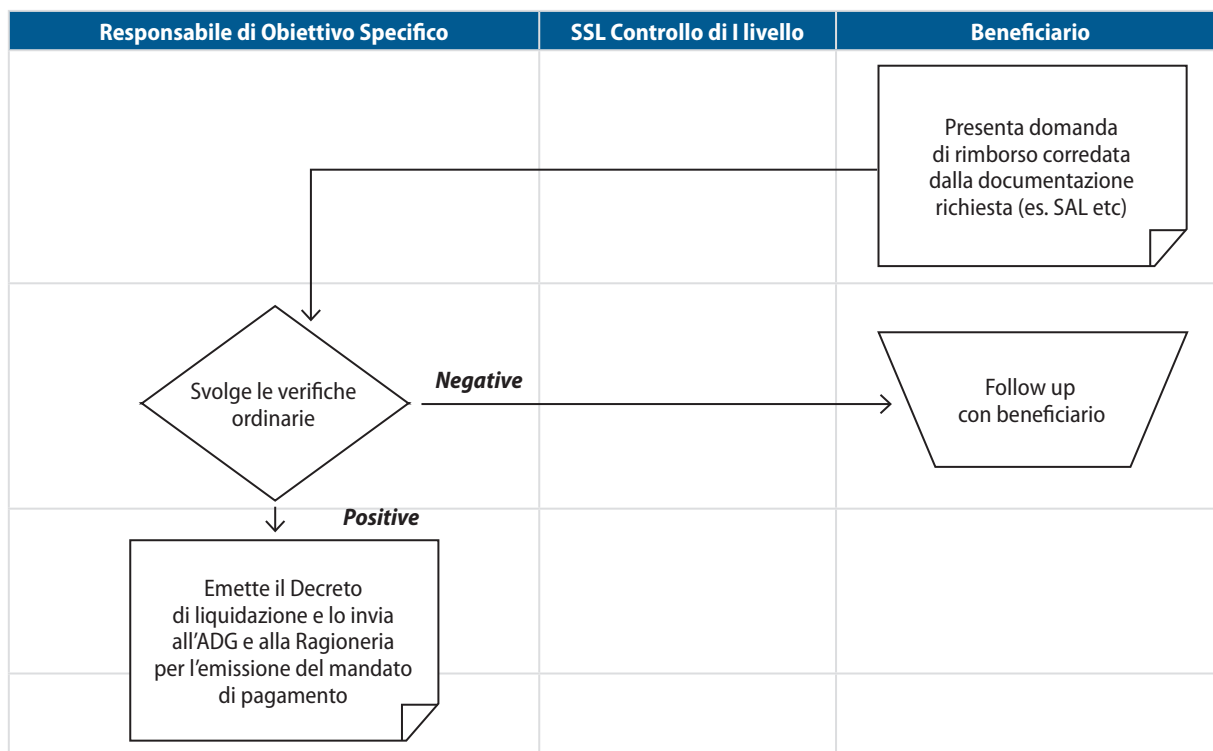 Responsabile di Obiettivo Specifico
SSL Controllo di I livello
Beneficiario
Presenta domanda
di rimborso corredata
dalla documentazione
richiesta (es. SAL etc)
Svolge le verifiche
ordinarie
Negative
Follow up
con beneficiario
Positive
Emette il Decreto
di liquidazione e lo invia
all'ADG e alla Ragioneria
per l'emissione del mandato
di pagamento